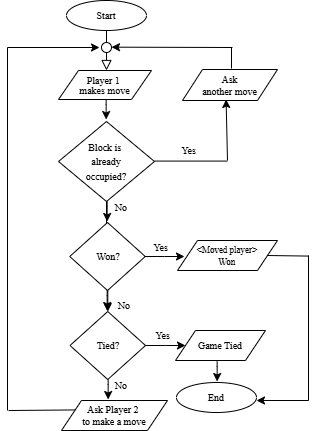 Start
Player 1
makes move
Ask
another move
Block is
already
occupied?
Yes
No
Won?
Yes
<Moved player>
Won
No
Tied?
Yes
Game Tied
No
Ask Player 2
to make a move
End